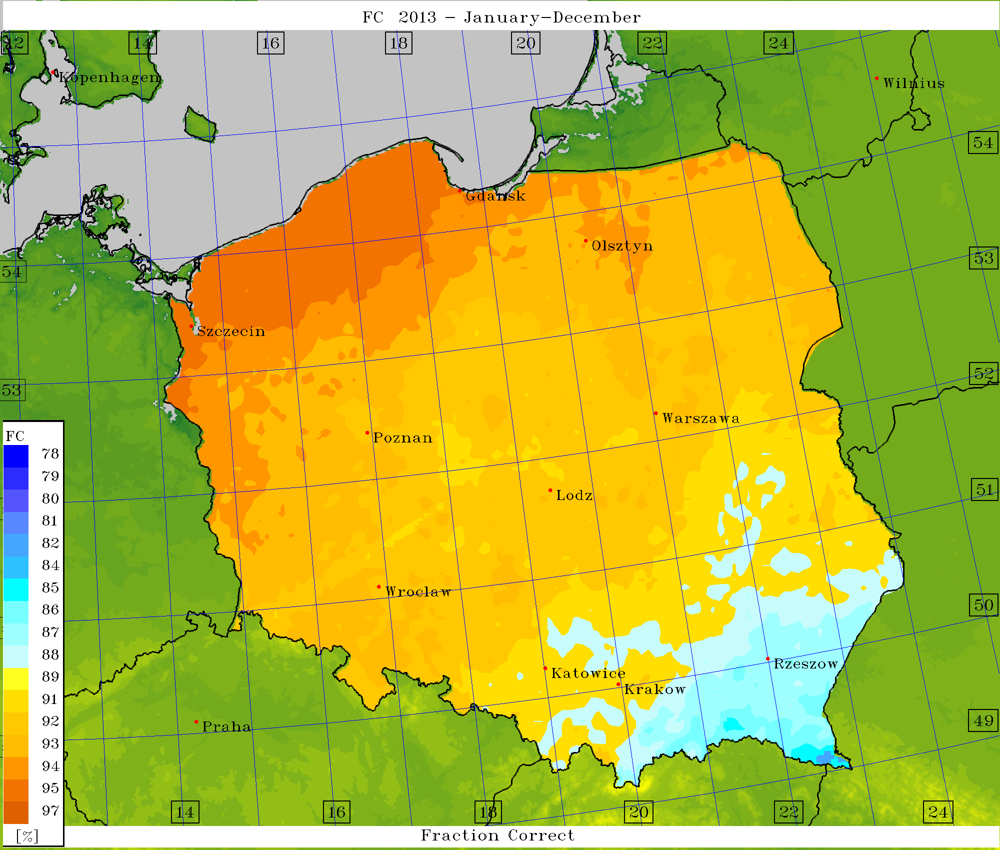 FC 2013 - January-December
12
14
16
18
20
22
24
Kopenhagen
Wilnius
54
Gdansk
Olsztyn
53
54
Szczecin
52
53
Warszawa
Poznan
FC
78
79
80
81
82
84
85
86
87
88
89
91
92
93
94
95
97
[%]
51
Lodz
Wroclaw
50
Rzeszow
Katowice
Krakow
49
Praha
14
16
18
20
22
24
Fraction Correct